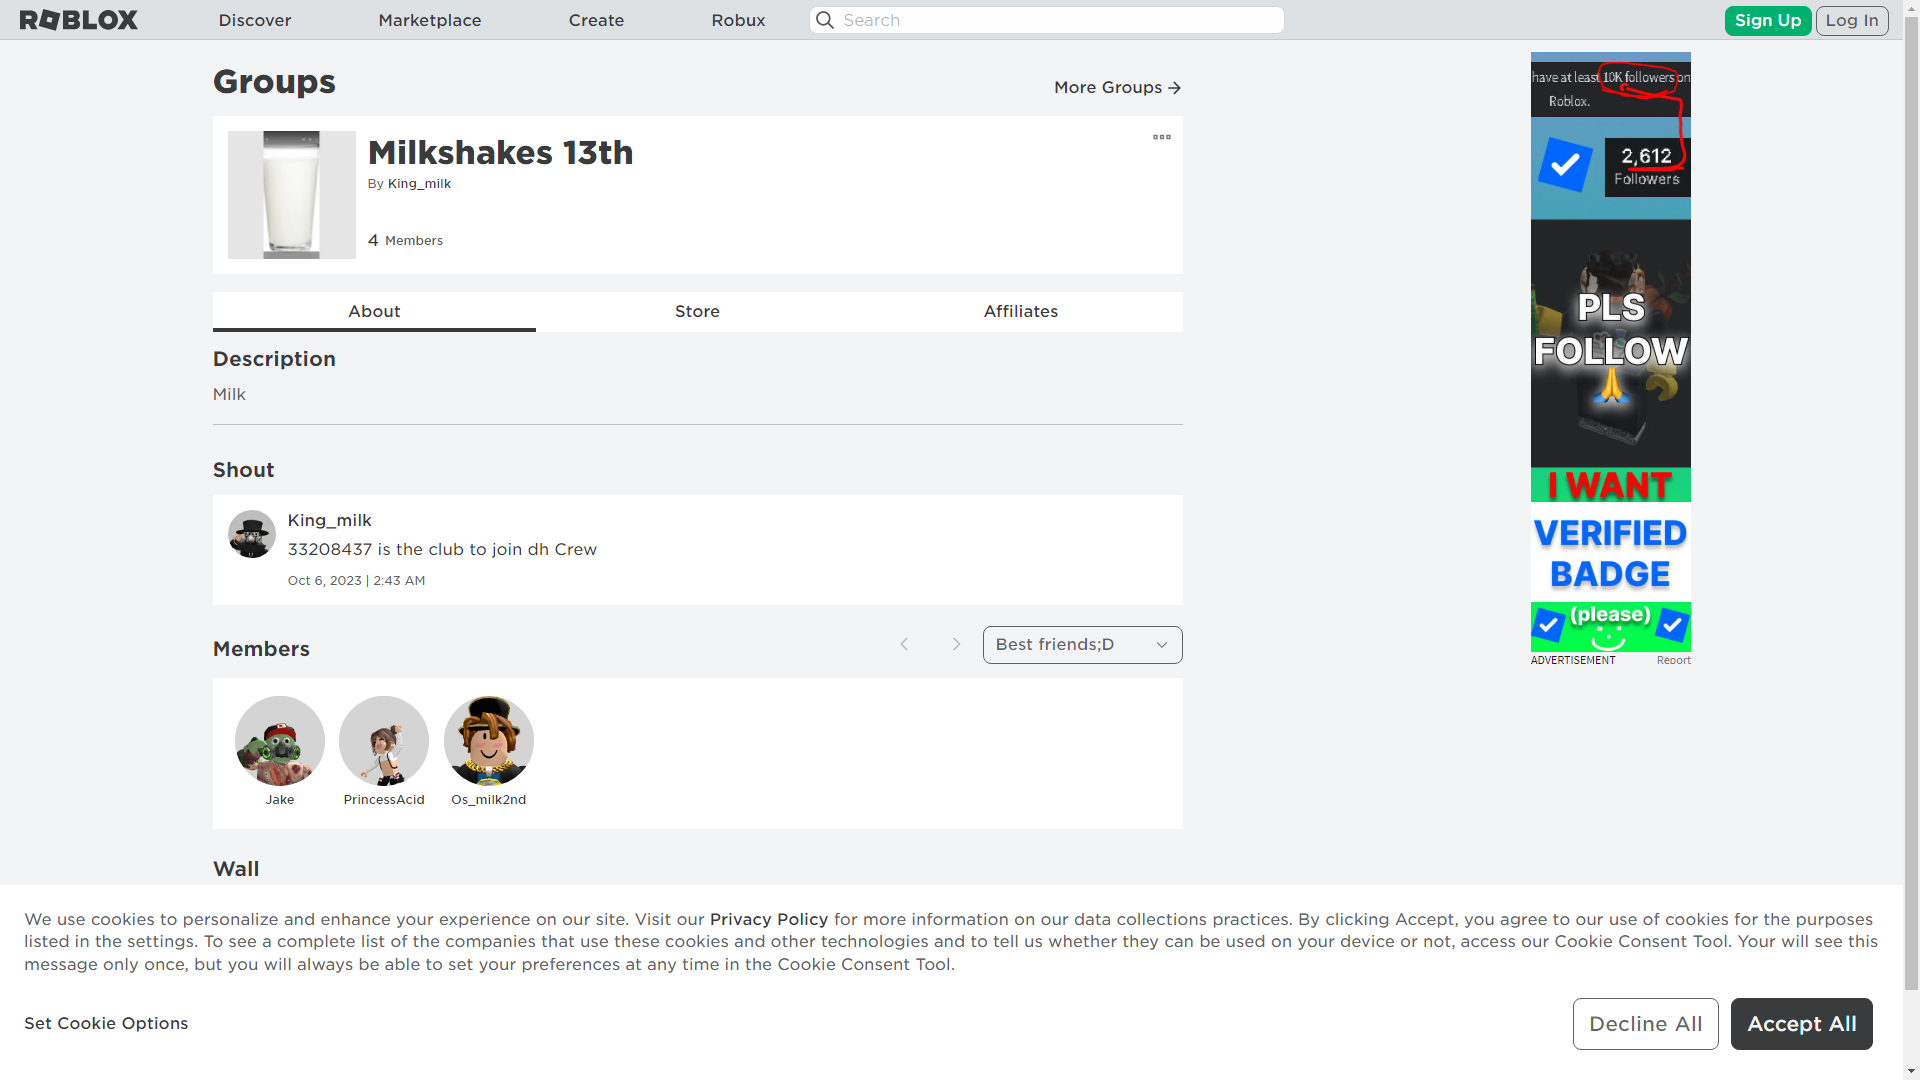 ROBLOX
Discover
Marketplace
Create
Robux
Search
Sign Up
Log In
Groups
More Groups
Milkshakes 13th
By King_milk
4 Members
About
Store
Affiliates
Description
Milk
Shout
King_milk
33208437 is the club to join dh Crew
Oct 6, 2023 | 2:43 AM
Members
Best friends;D
Jake
PrincessAcid
Os_milk2nd
Wall
have at least 10K followers on
Roblox.
2,612
Followers
PLS
FOLLOW
I WANT
VERIFIED
BADGE
(please)
ADVERTISEMENT
Report
We use cookies to personalize and enhance your experience on our site. Visit our Privacy Policy for more information on our data collections practices. By clicking Accept, you agree to our use of cookies for the purposes
listed in the settings. To see a complete list of the companies that use these cookies and other technologies and to tell us whether they can be used on your device or not, access our Cookie Consent Tool. Your will see this
message only once, but you will always be able to set your preferences at any time in the Cookie Consent Tool.
Set Cookie Options
Decline All
Accept All